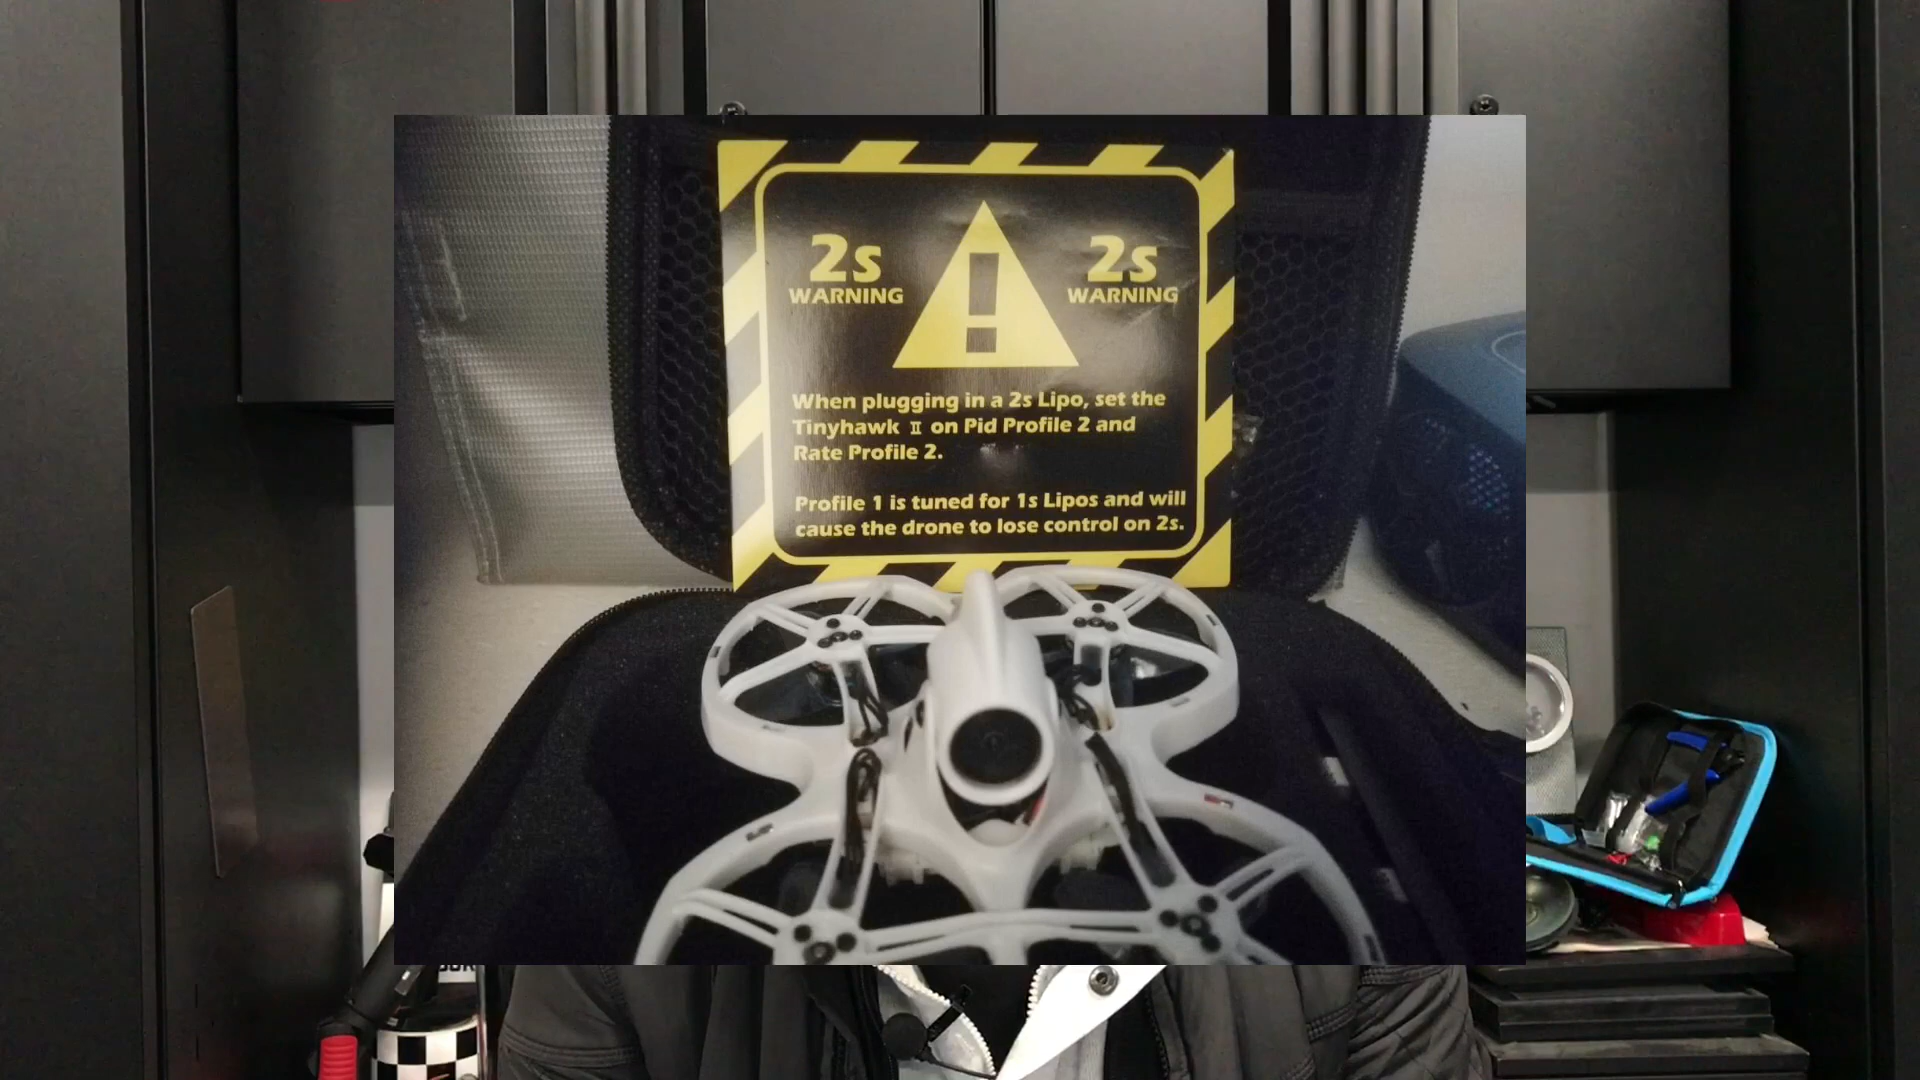 2s
WARNING
2s
WARNING
When plugging in a 2s Lipo, set the
Tinyhawk II on Pid Profile 2 and
Rate Profile 2.
Profile 1 is tuned for 1s Lipos and will
cause the drone to lose control on 2s.